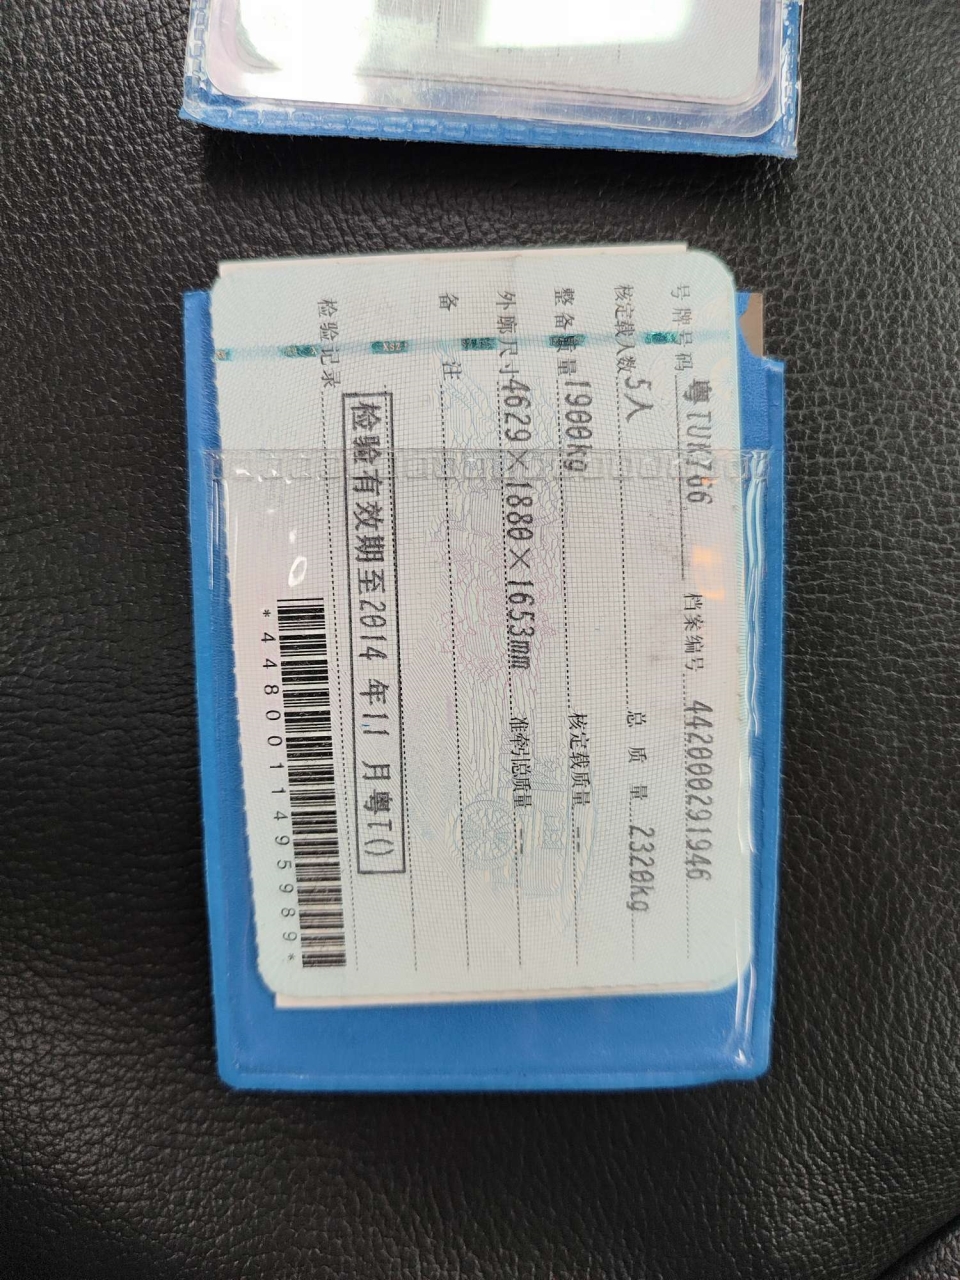 号牌号码 粤TUK766 档案编号 442000291946
核定载人数 5人 总质量 2320kg
整备质量 1900kg 核定载质量 --
外廓尺寸 4629×1880×1653mm 准牵引总质量 --
备注
检验记录
检验有效期至2014年11月粤T()
*4480011495989*